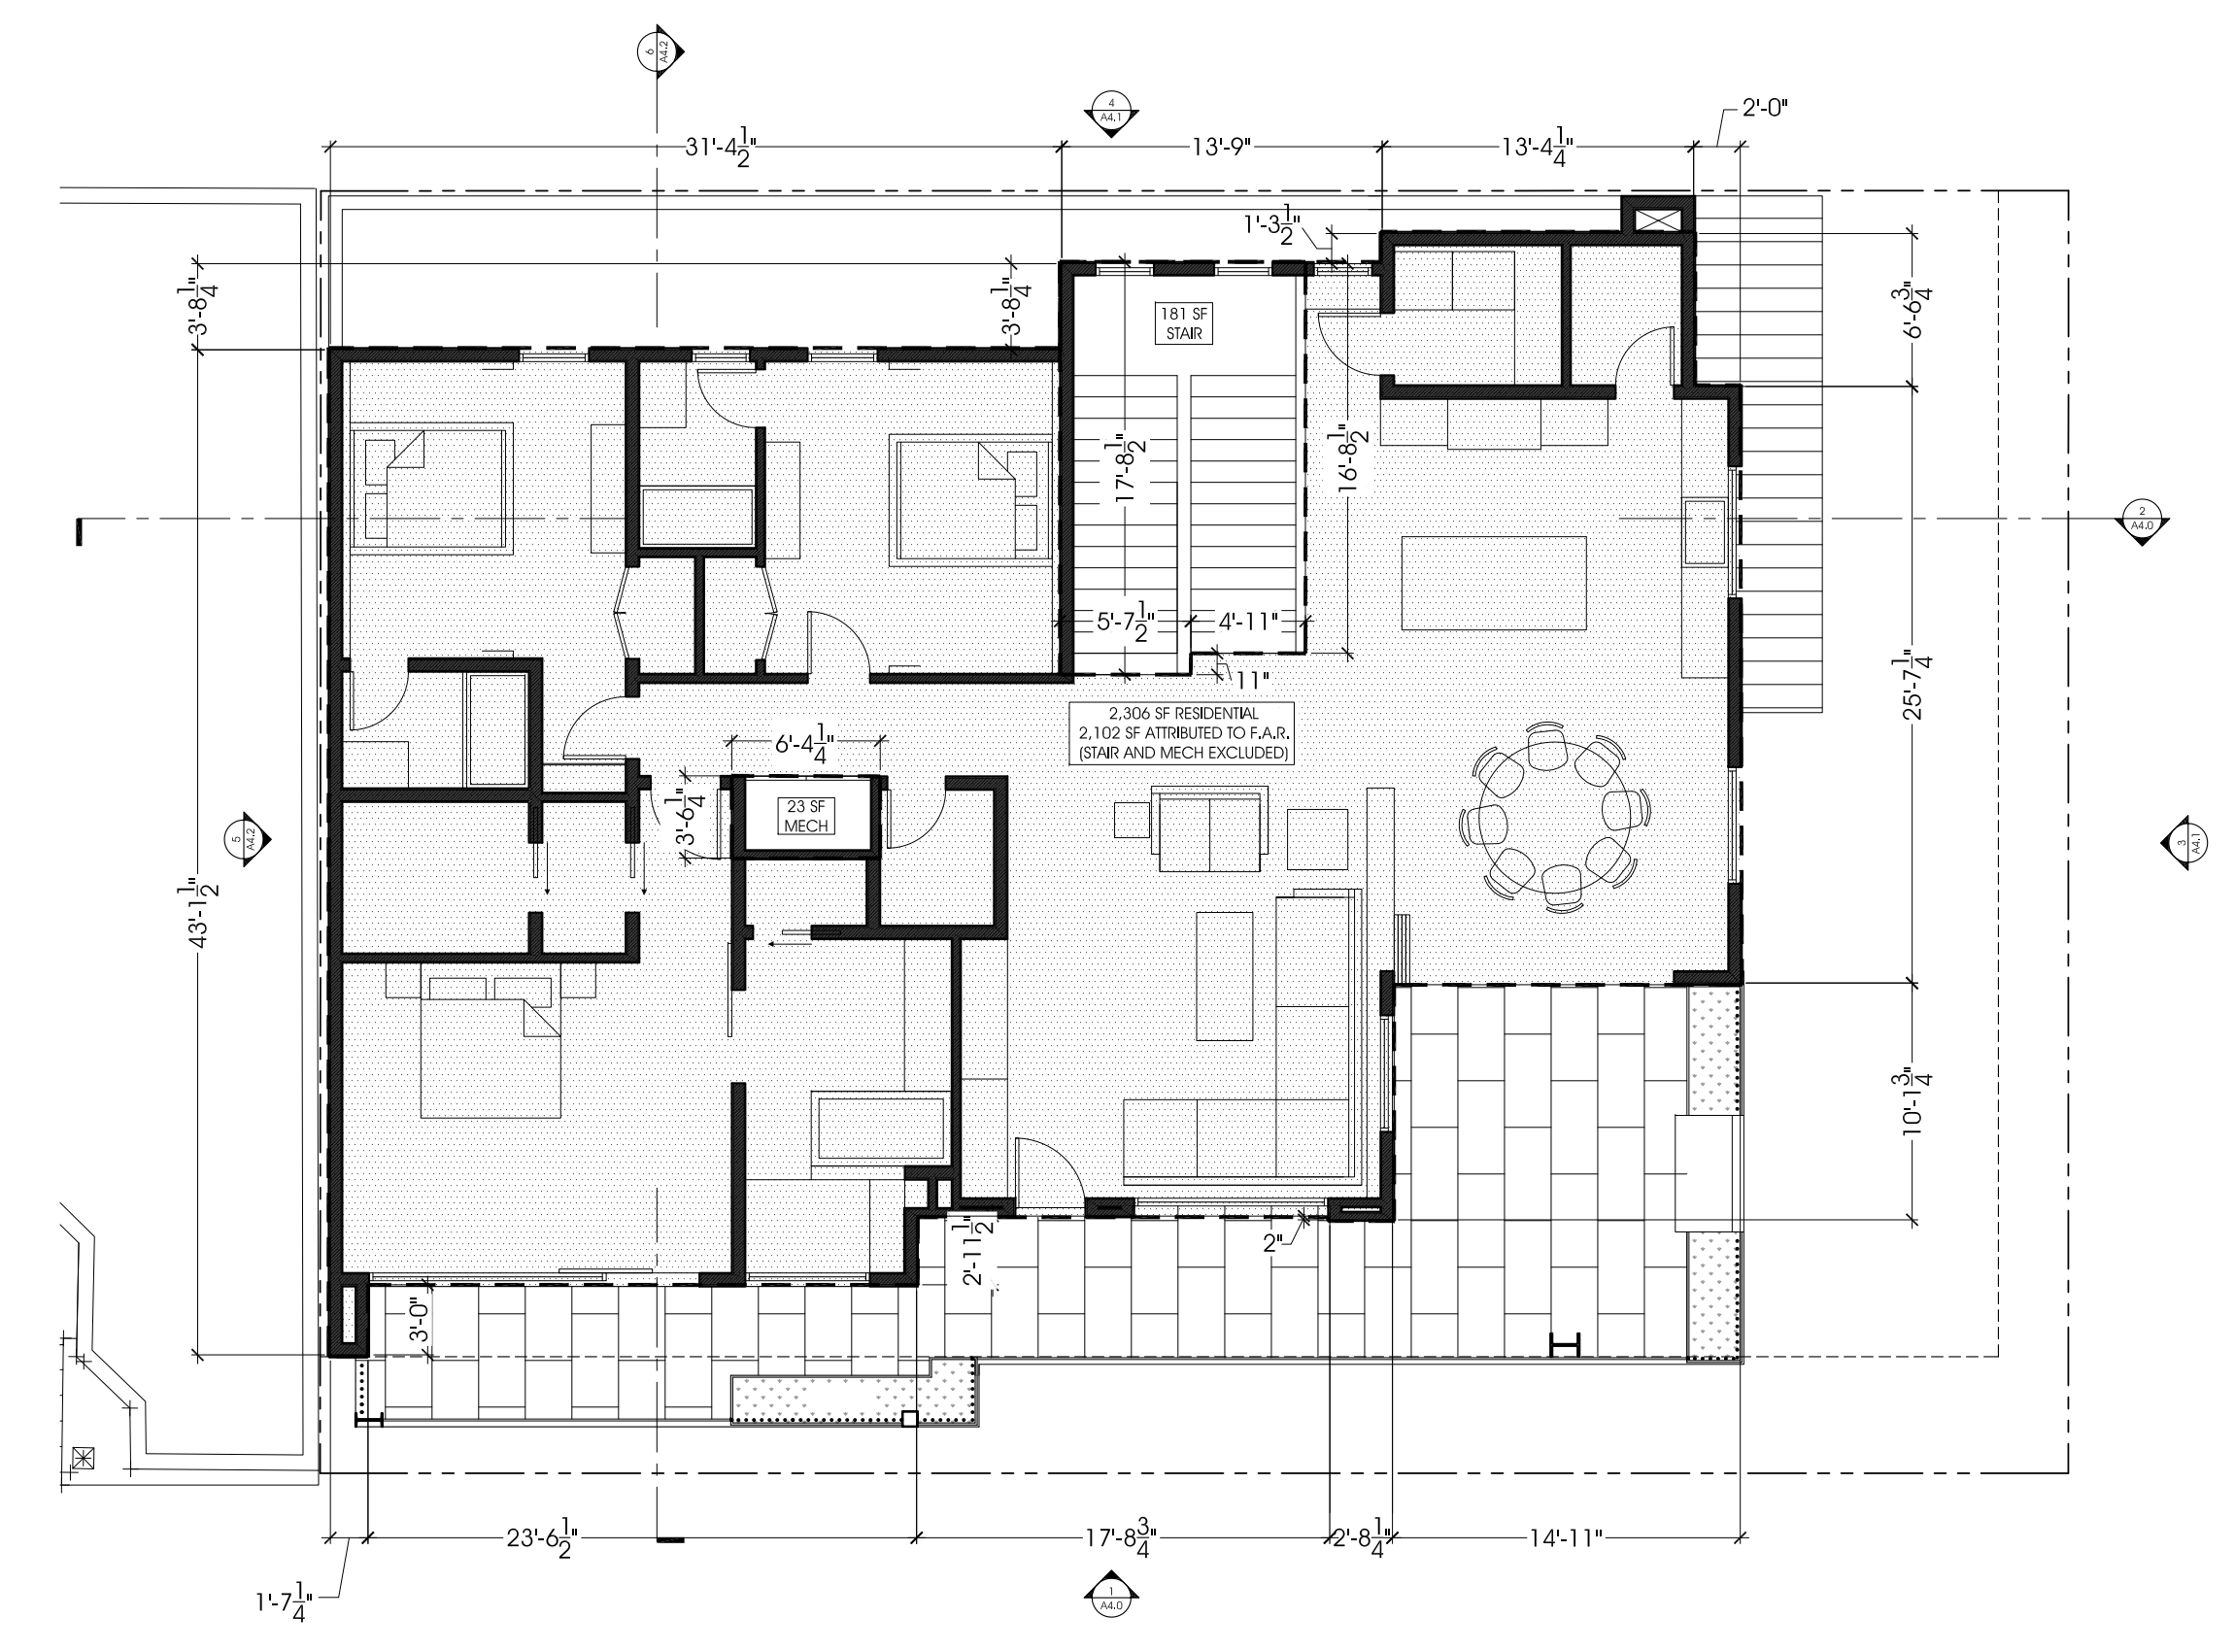 6
A4.2
4
A4.1
2'-0"
31'-4 1/2"
13'-9"
13'-4 1/4"
1'-3 1/2"
3'-8 1/4"
3'-8 1/4"
181 SF
STAIR
6'-6 3/4"
17'-8 1/2"
16'-8 1/2"
2
A4.0
5'-7 1/2"
4'-11"
11"
25'-7 1/4"
2,306 SF RESIDENTIAL
2,102 SF ATTRIBUTED TO F.A.R.
(STAIR AND MECH EXCLUDED)
6'-4 1/4"
3'-6 1/4"
23 SF
MECH
5
A4.2
3
A4.1
43'-1 1/2"
10'-1 3/4"
2'-11 1/2"
2"
3'-0"
23'-6 1/2"
17'-8 3/4"
2'-8 1/4"
14'-11"
1'-7 1/4"
1
A4.0